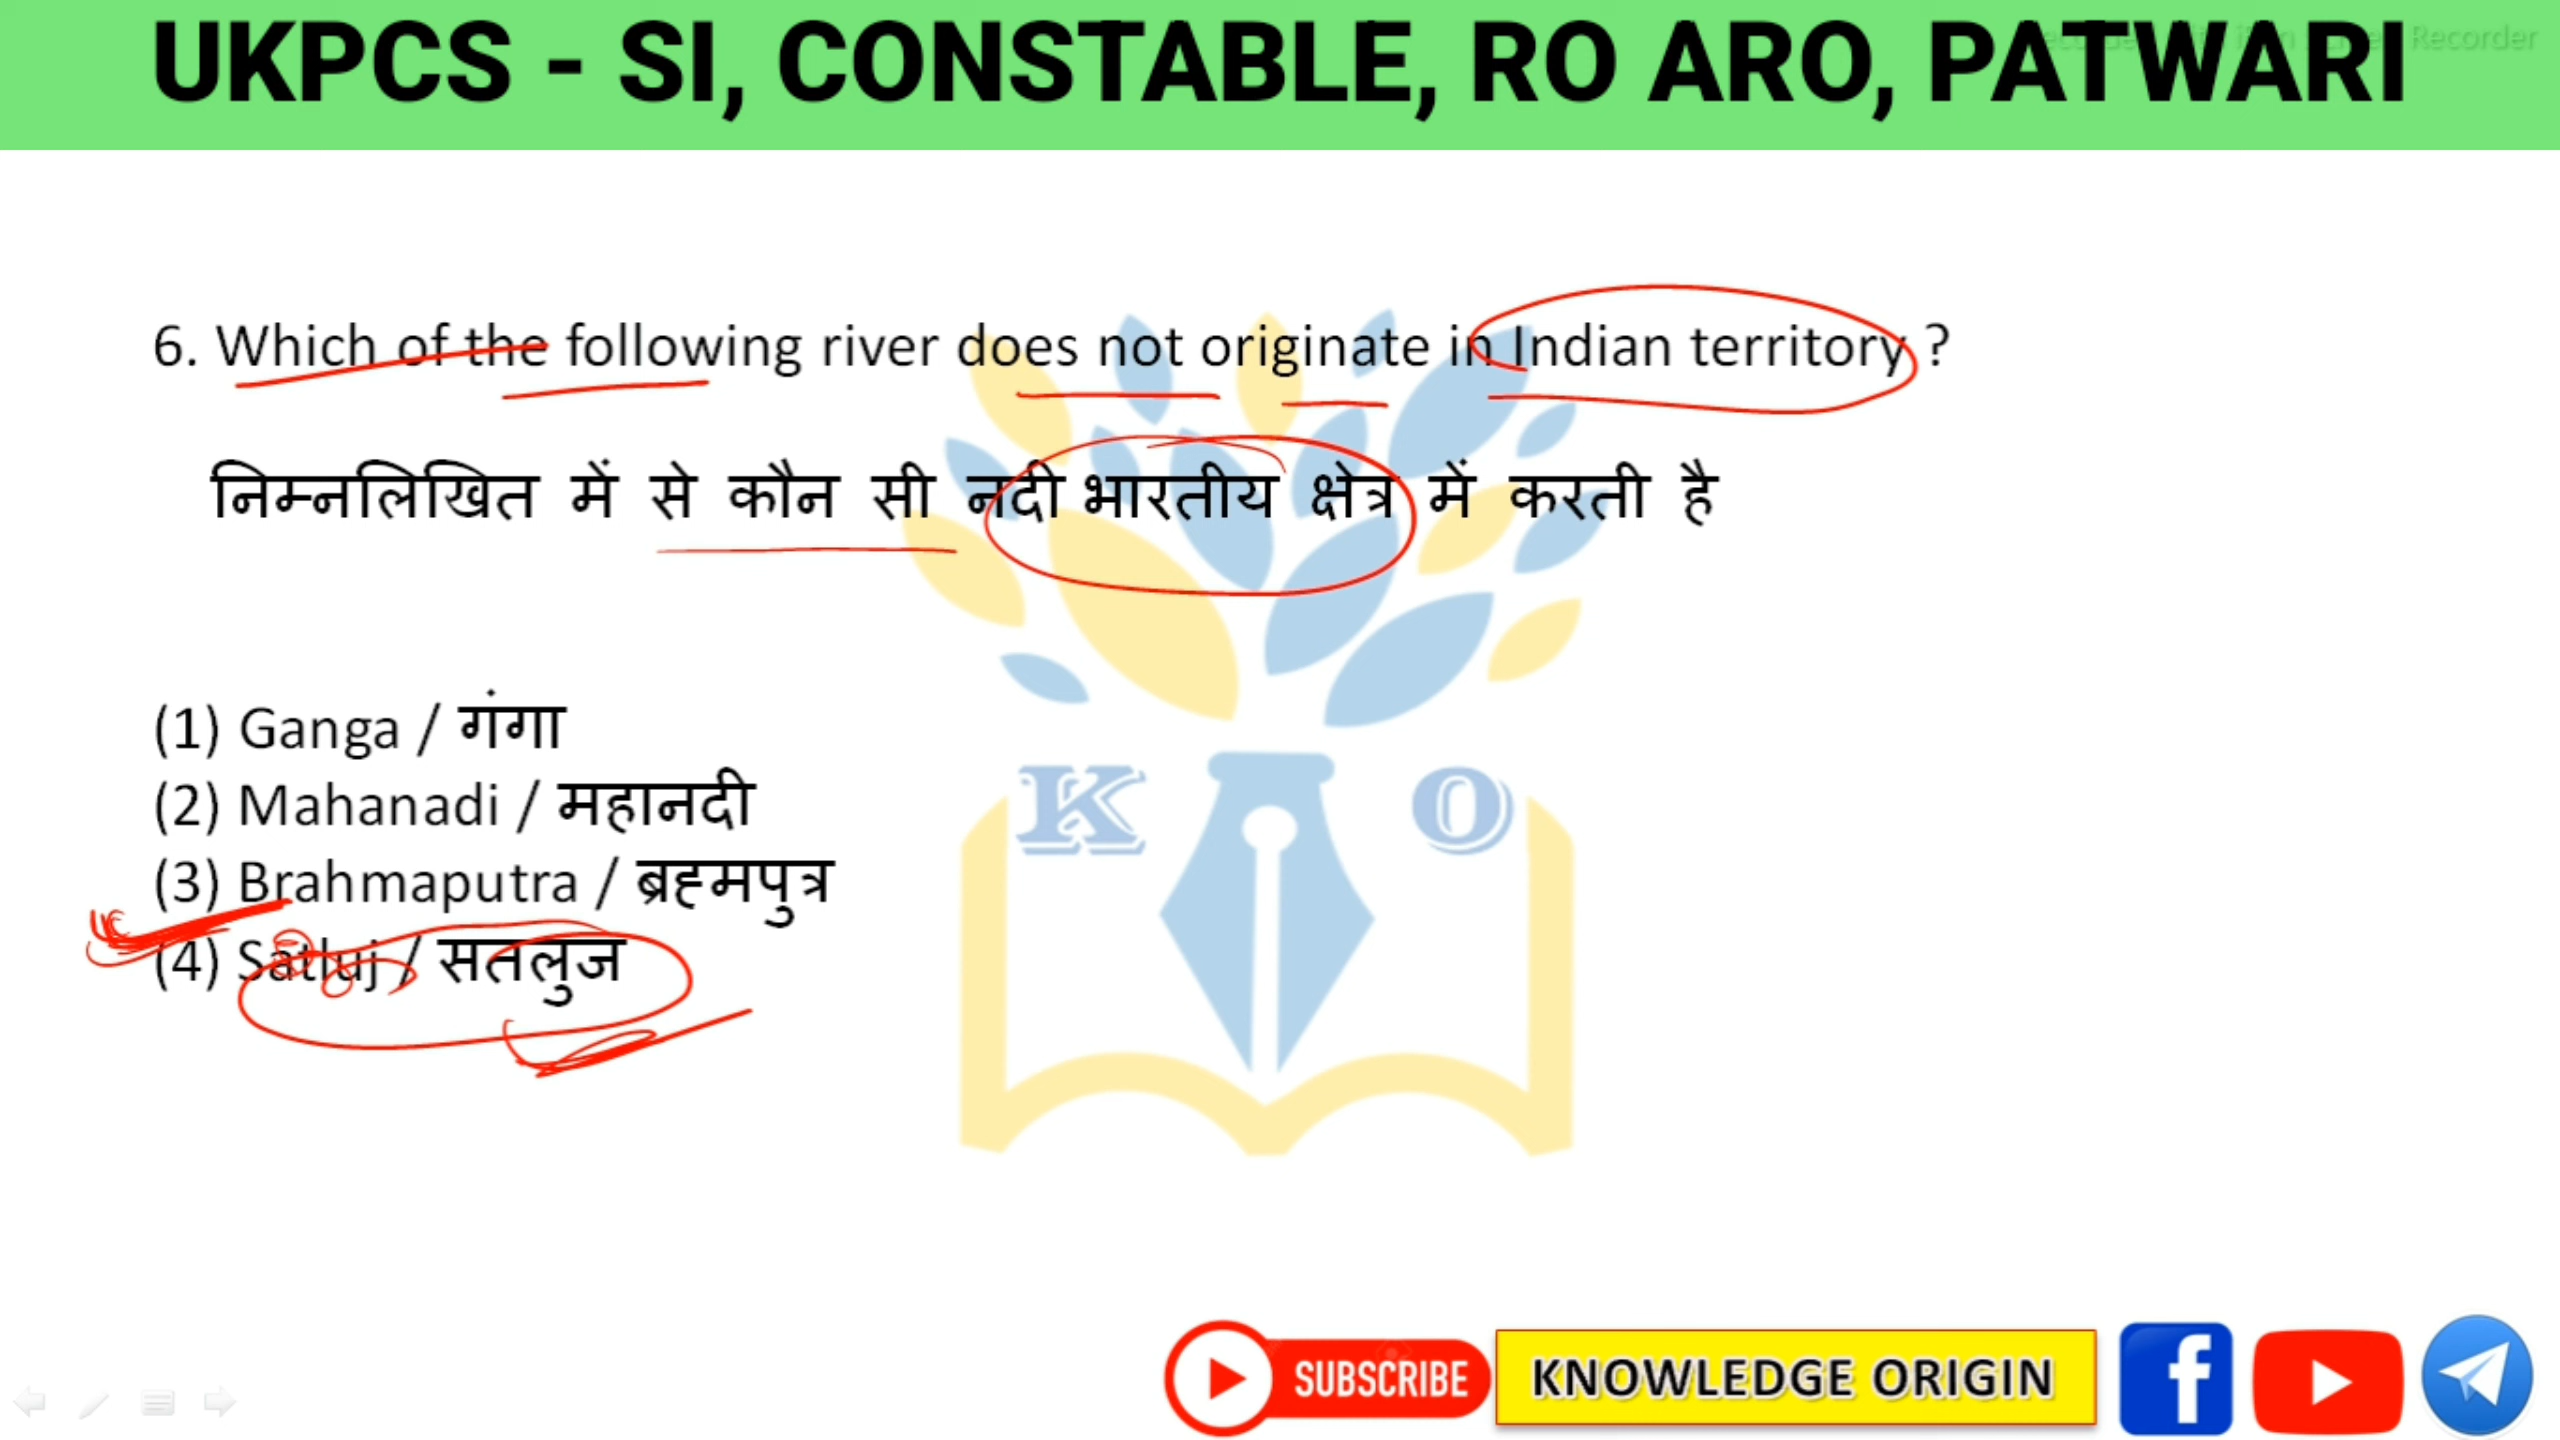 UKPCS - SI, CONSTABLE, RO ARO, PATWARI
Recorder
6. Which of the following river does not originate in Indian territory ?
निम्नलिखित में से कौन सी नदी भारतीय क्षेत्र में करती है
(1) Ganga / गंगा
(2) Mahanadi / महानदी
K O
(3) Brahmaputra / ब्रह्मपुत्र
(4) Satluj / सतलुज
SUBSCRIBE KNOWLEDGE ORIGIN